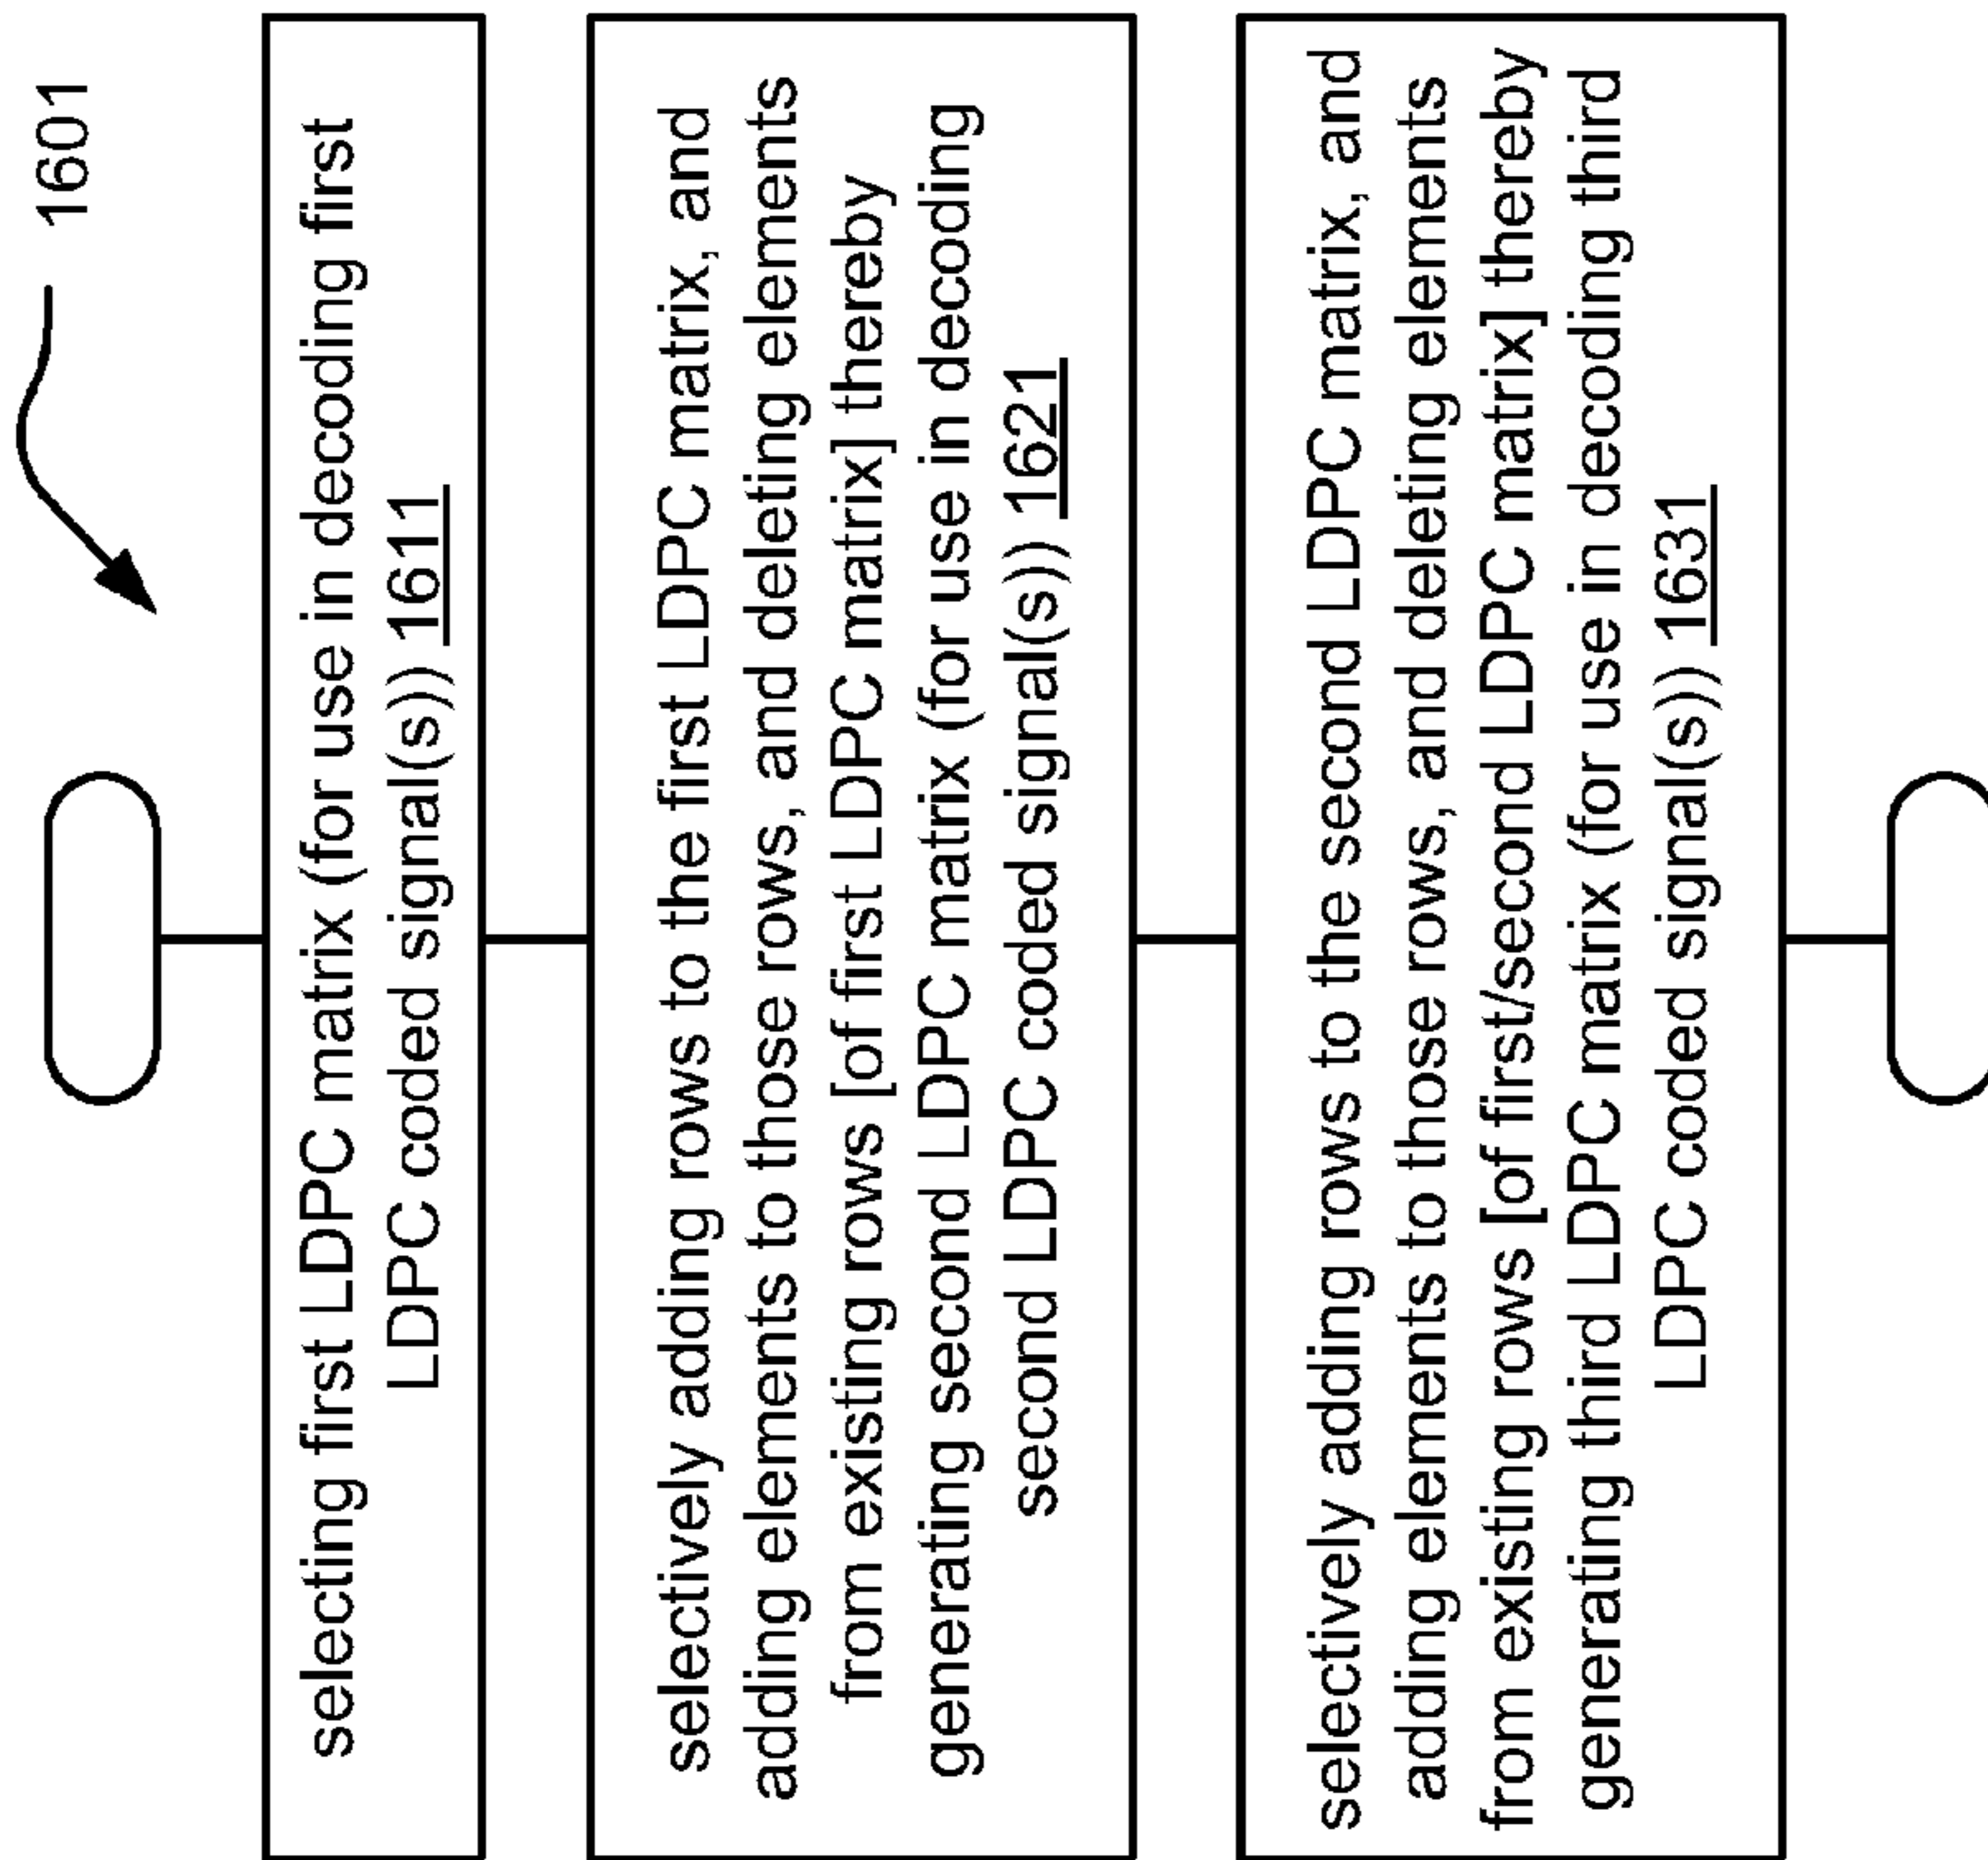 1601
selecting first LDPC matrix (for use in decoding first
LDPC coded signal(s)) 1611
selectively adding rows to the first LDPC matrix, and
adding elements to those rows, and deleting elements
from existing rows [of first LDPC matrix] thereby
generating second LDPC matrix (for use in decoding
second LDPC coded signal(s)) 1621
selectively adding rows to the second LDPC matrix, and
adding elements to those rows, and deleting elements
from existing rows [of first/second LDPC matrix] thereby
generating third LDPC matrix (for use in decoding third
LDPC coded signal(s)) 1631